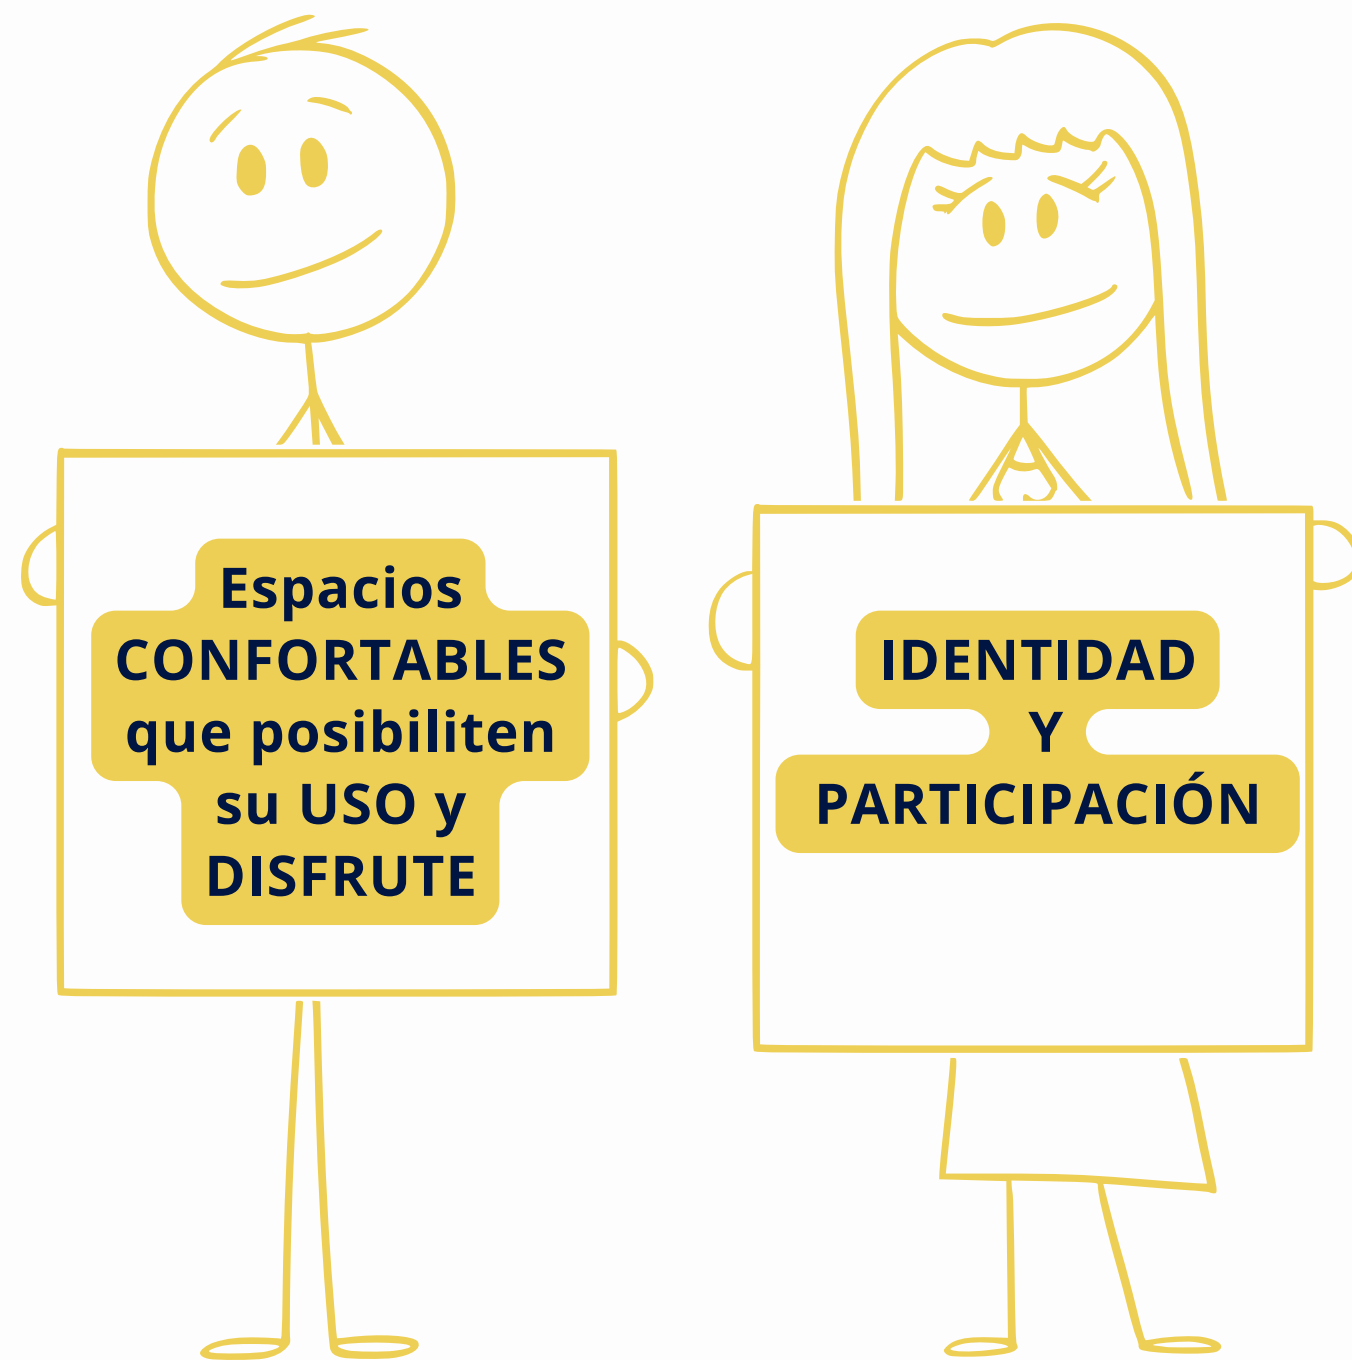 Espacios
CONFORTABLES
que posibiliten
su USO y
DISFRUTE
IDENTIDAD
Y
PARTICIPACIÓN